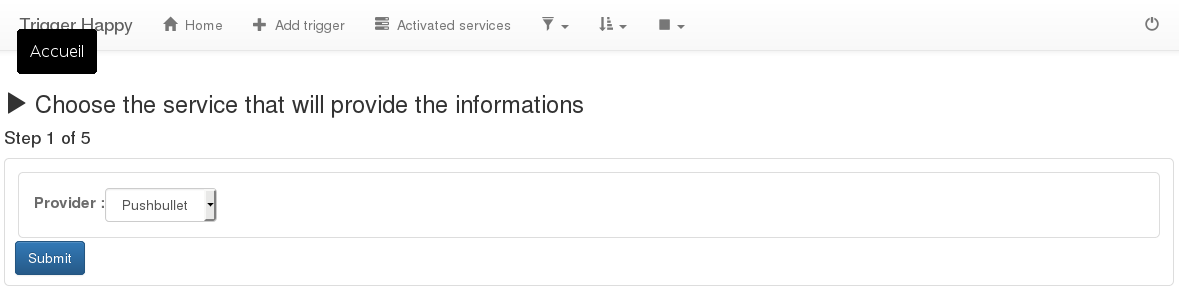 Trigger Happy Home Add trigger Activated services
Accueil
Choose the service that will provide the informations
Step 1 of 5
Provider : Pushbullet
Submit